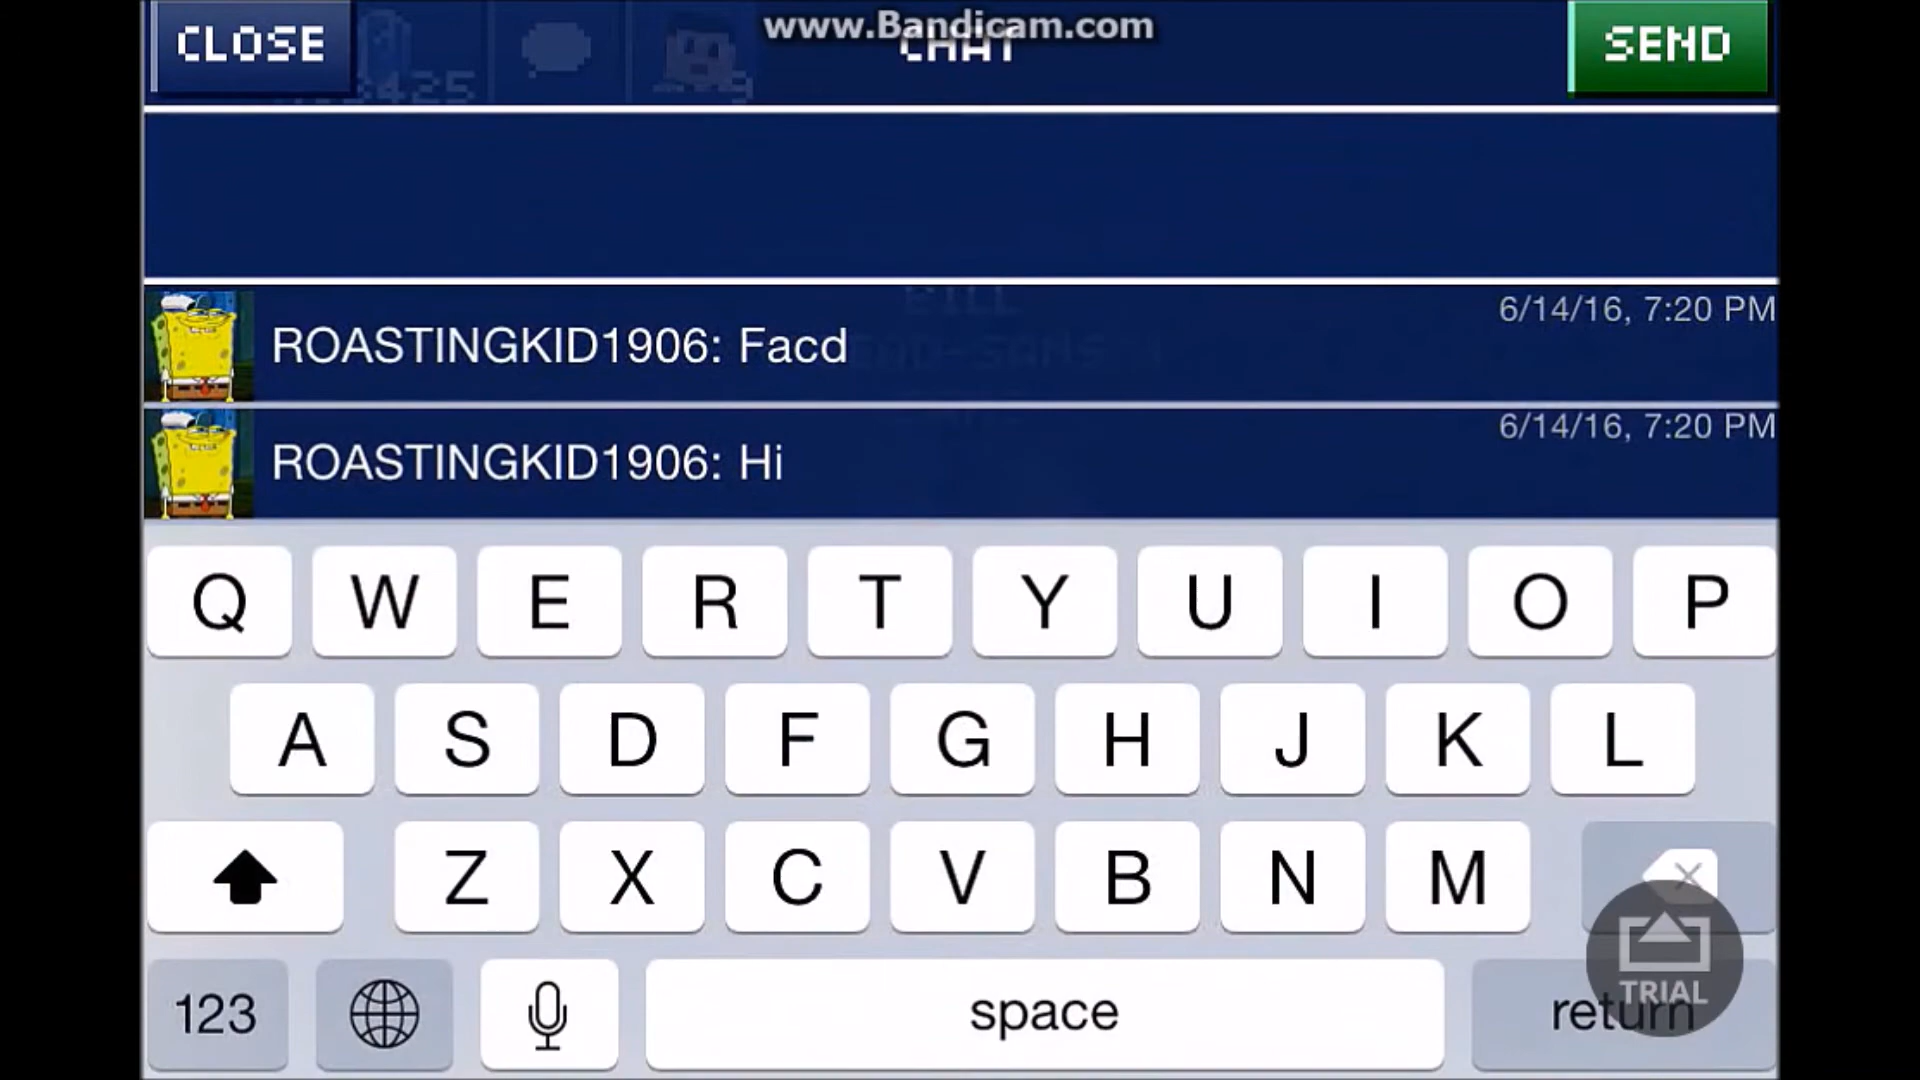 www.Bandicam.com
CLOSE
CHAT
SEND
6/14/16, 7:20 PM
ROASTINGKID1906: Facd
6/14/16, 7:20 PM
ROASTINGKID1906: Hi
Q W E R T Y U I O P
A S D F G H J K L
Z X C V B N M
123 space return
TRIAL